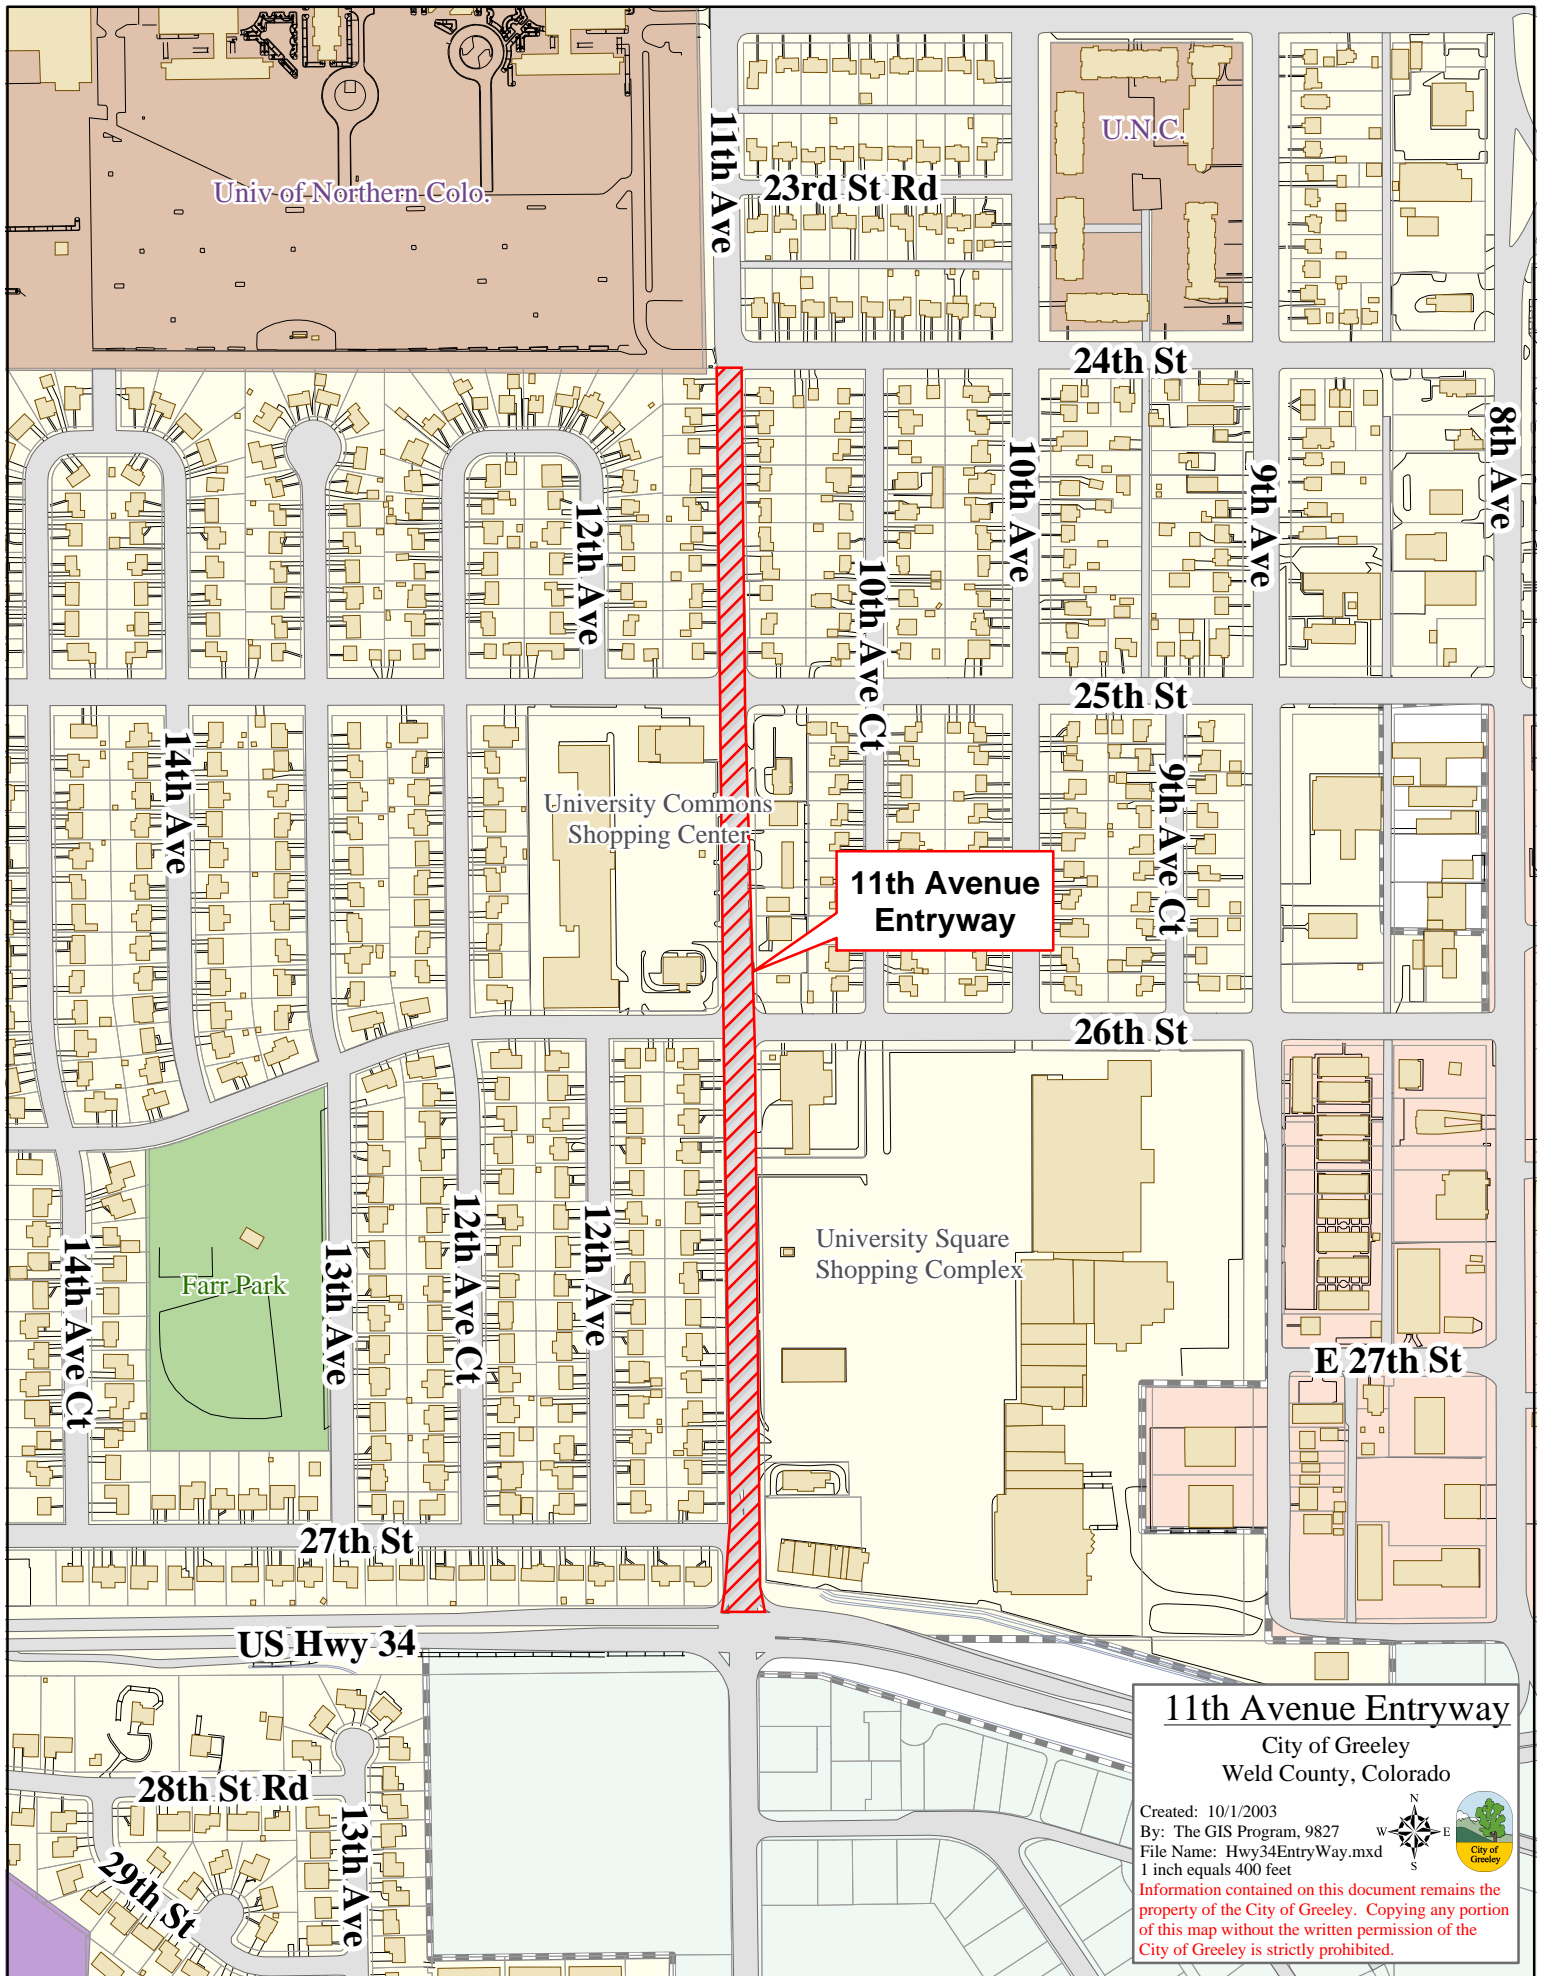 11th Ave
U.N.C.
Univ of Northern Colo.
23rd St Rd
24th St
8th Ave
10th Ave
9th Ave
12th Ave
10th Ave Ct
25th St
14th Ave
9th Ave Ct
University Commons
Shopping Center
11th Avenue
Entryway
26th St
12th Ave Ct
12th Ave
University Square
Shopping Complex
14th Ave Ct
Farr Park
13th Ave
E 27th St
27th St
US Hwy 34
28th St Rd
13th Ave
29th St
11th Avenue Entryway
City of Greeley
Weld County, Colorado
Created: 10/1/2003
By: The GIS Program, 9827
File Name: Hwy34EntryWay.mxd
1 inch equals 400 feet
N
W
E
S
City of
Greeley
Information contained on this document remains the
property of the City of Greeley. Copying any portion
of this map without the written permission of the
City of Greeley is strictly prohibited.